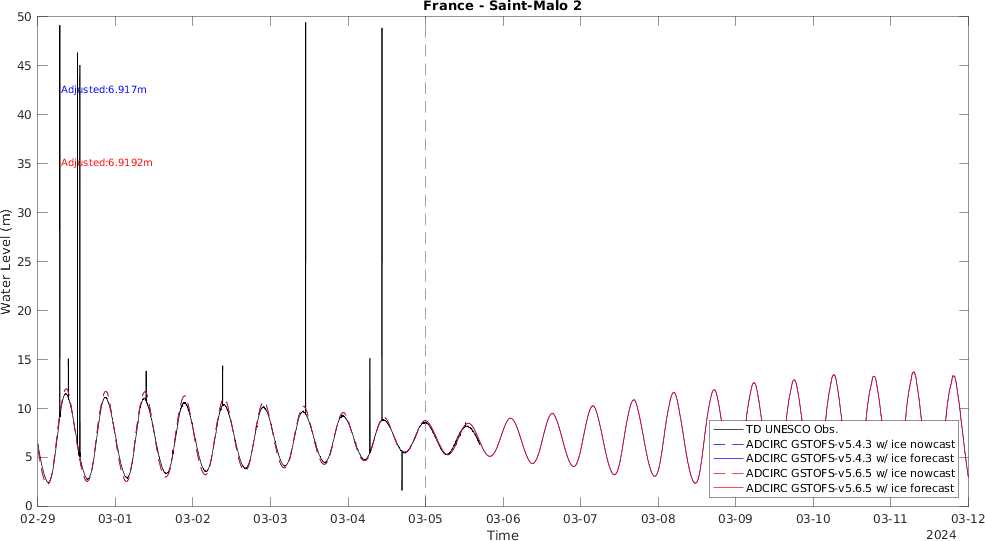 France - Saint-Malo 2
50
45
40
35
30
25
20
15
10
5
0
Water Level (m)
Adjusted:6.917m
Adjusted:6.9192m
TD UNESCO Obs.
ADCIRC GSTOFS-v5.4.3 w/ ice nowcast
ADCIRC GSTOFS-v5.4.3 w/ ice forecast
ADCIRC GSTOFS-v5.6.5 w/ ice nowcast
ADCIRC GSTOFS-v5.6.5 w/ ice forecast
02-29 03-01 03-02 03-03 03-04 03-05 03-06 03-07 03-08 03-09 03-10 03-11 03-12
Time
2024